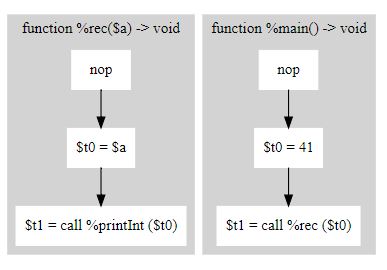 function %rec($a) -> void
nop
$t0 = $a
$t1 = call %printInt ($t0)
function %main() -> void
nop
$t0 = 41
$t1 = call %rec ($t0)